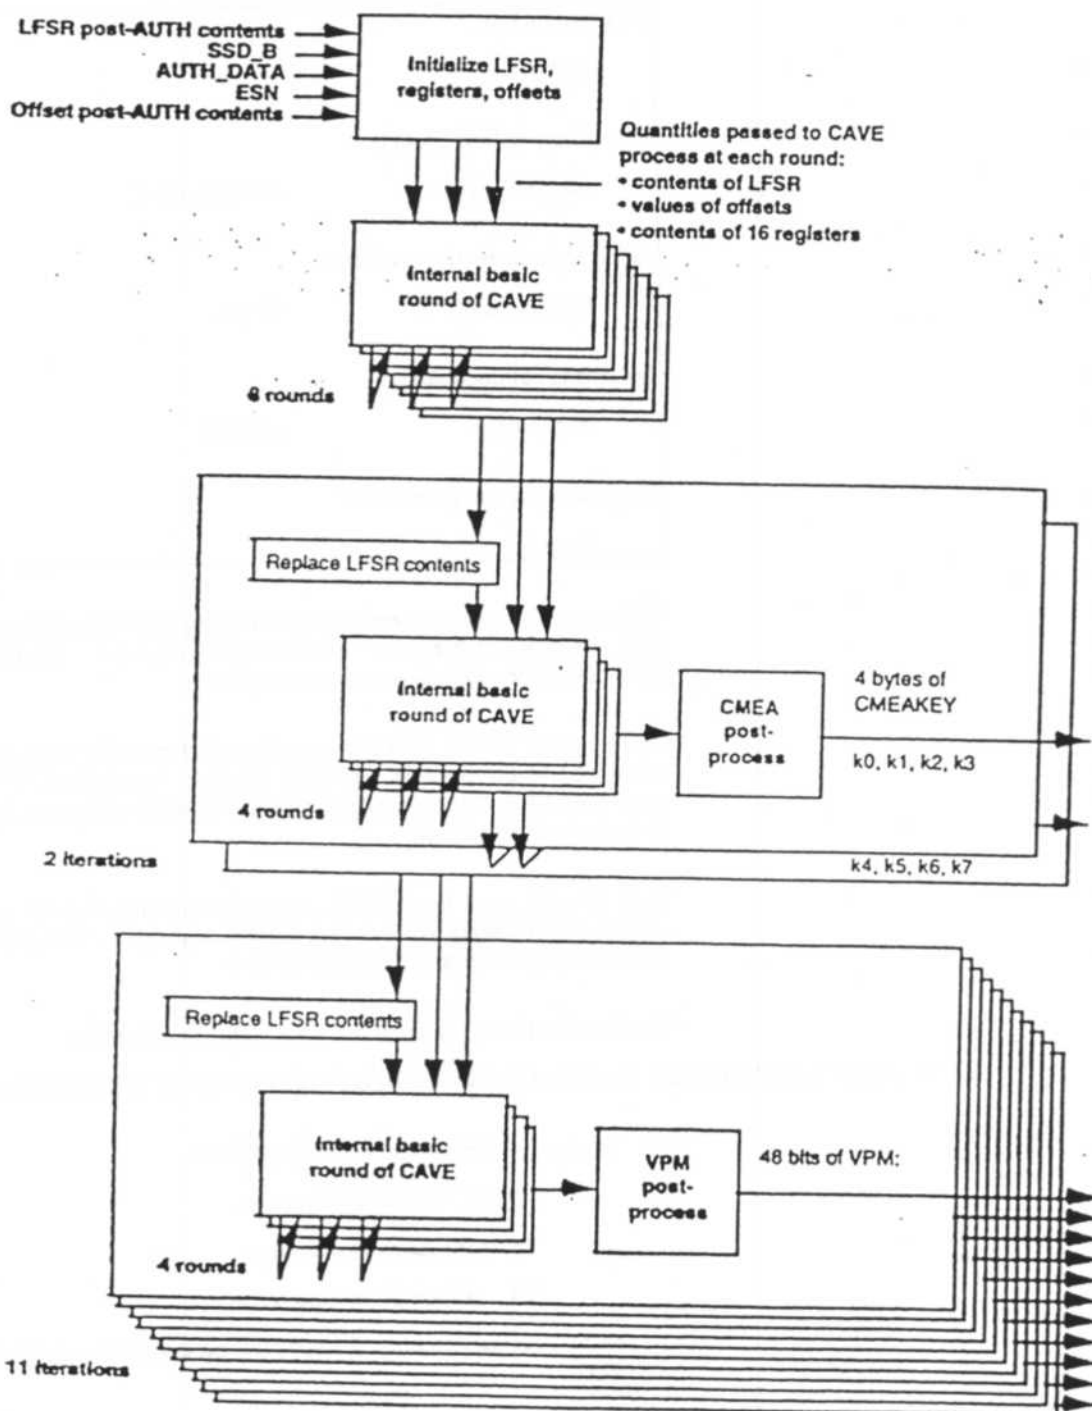 LFSR post-AUTH contents
SSD_B
AUTH_DATA
ESN
Offset post-AUTH contents
Initialize LFSR,
registers, offsets
Quantities passed to CAVE
process at each round:
• contents of LFSR
• values of offsets
• contents of 16 registers
Internal basic
round of CAVE
8 rounds
Replace LFSR contents
Internal basic
round of CAVE
4 rounds
CMEA
post-
process
4 bytes of
CMEAKEY
k0, k1, k2, k3
2 iterations
k4, k5, k6, k7
Replace LFSR contents
Internal basic
round of CAVE
4 rounds
VPM
post-
process
48 bits of VPM:
11 iterations